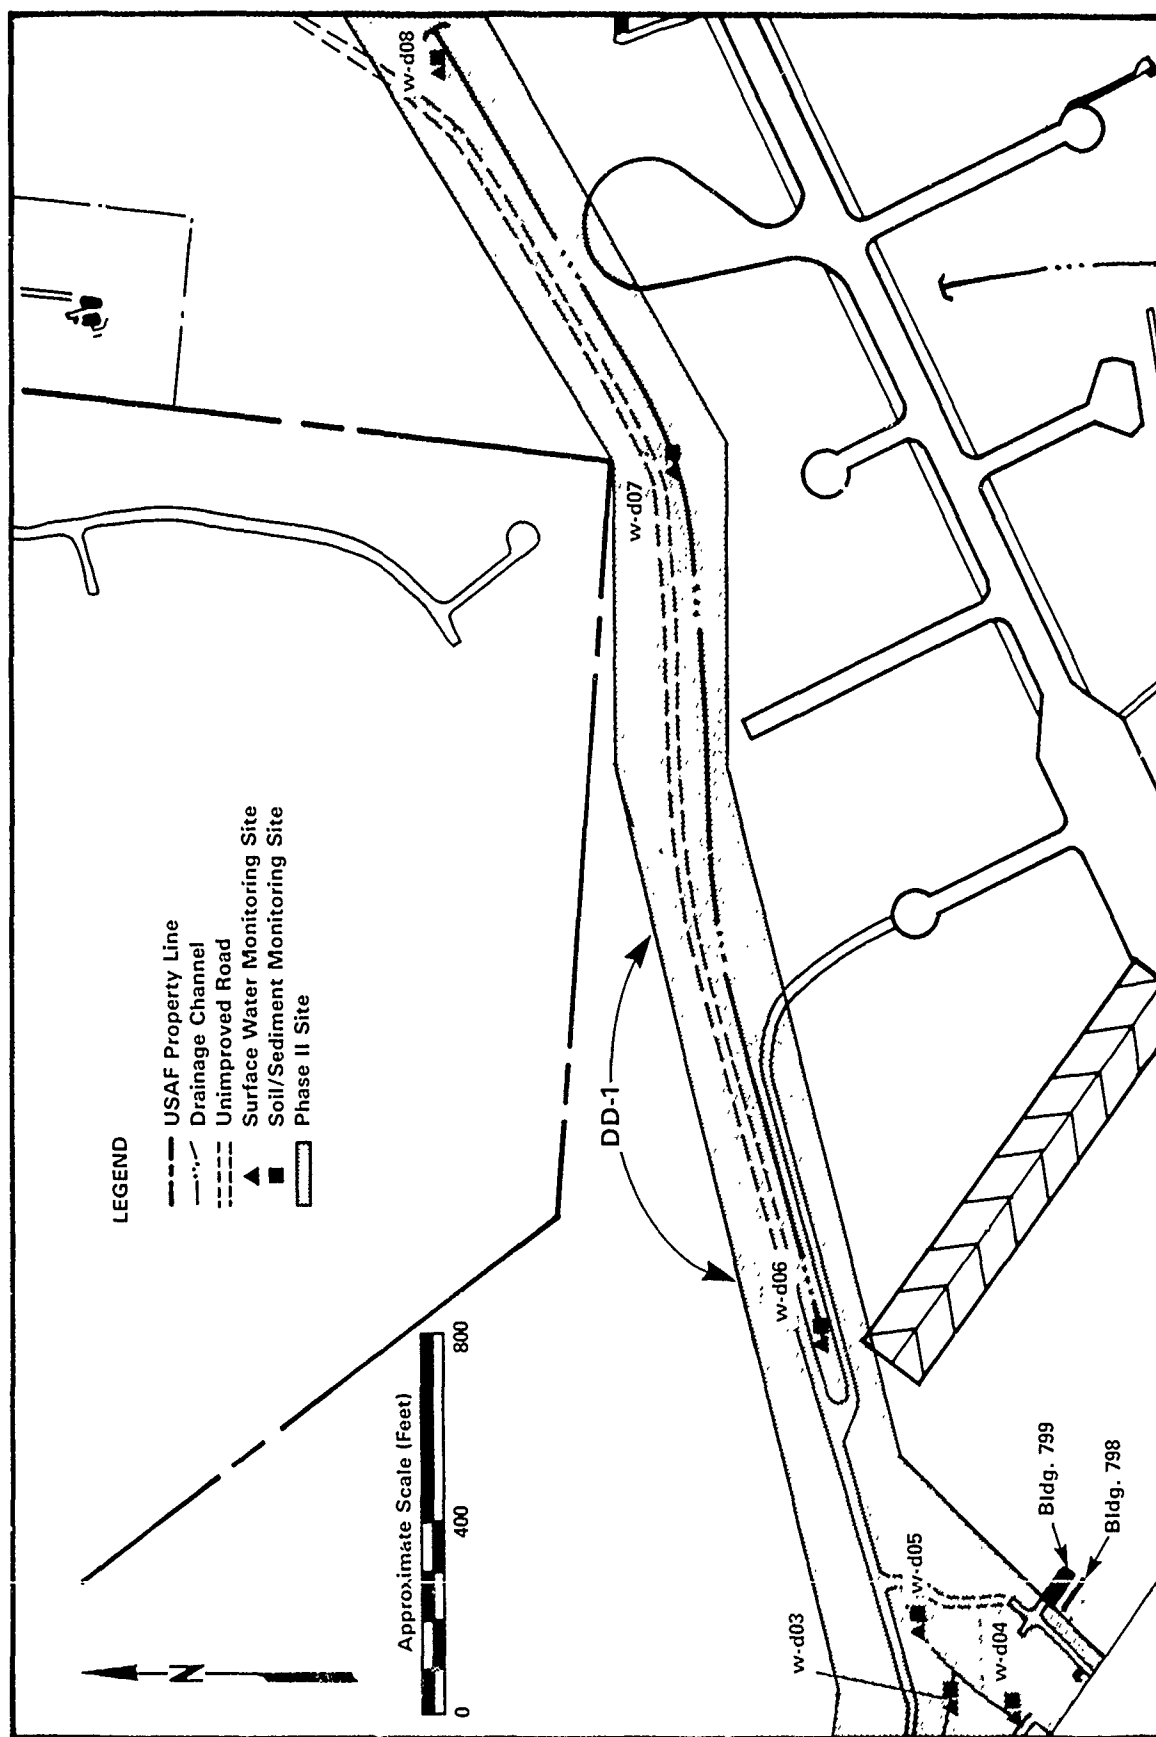 LEGEND
USAF Property Line
Drainage Channel
Unimproved Road
Surface Water Monitoring Site
Soil/Sediment Monitoring Site
Phase II Site
N
Approximate Scale (Feet)
0 400 800
DD-1
w-d03
w-d04
w-d05
w-d06
w-d07
w-d08
Bldg. 799
Bldg. 798